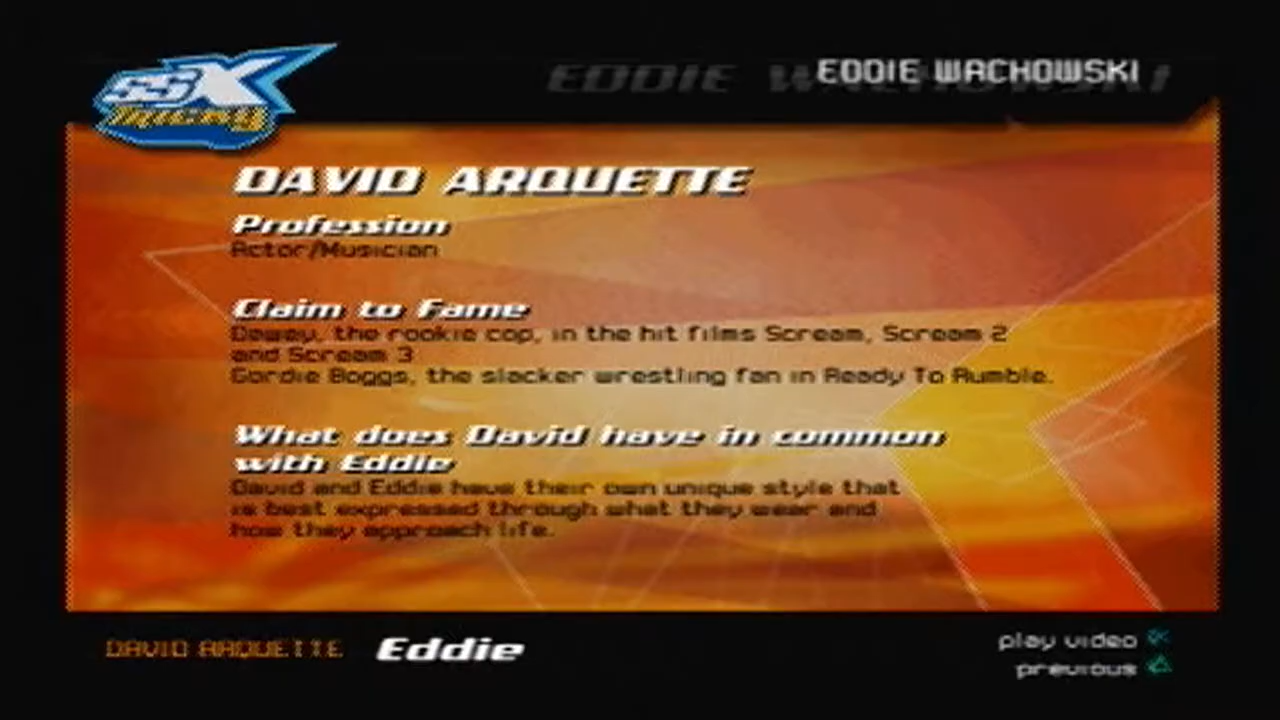 SSX
TRICKY
EDDIE WACHOWSKI
EDDIE WACHOWSKI
DAVID ARQUETTE
Profession
Actor/Musician
Claim to Fame
Dewey, the rookie cop, in the hit films Scream, Scream 2
and Scream 3
Gordie Boggs, the slacker wrestling fan in Ready To Rumble.
What does David have in common
with Eddie
David and Eddie have their own unique style that
is best expressed through what they wear and
how they approach life.
DAVID ARQUETTE Eddie
play video
previous